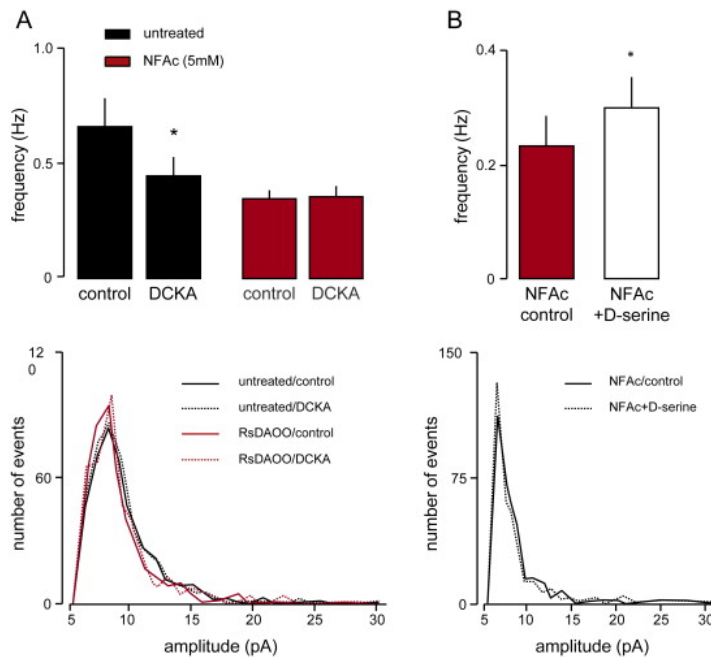 A
untreated
NFAc (5mM)
1.0
0.5
0
frequency (Hz)
*
control
DCKA
control
DCKA
B
0.4
0.2
0
frequency (Hz)
*
NFAc
control
NFAc
+D-serine
12
0
60
0
number of events
untreated/control
untreated/DCKA
RsDAOO/control
RsDAOO/DCKA
5
10
15
20
25
30
amplitude (pA)
150
75
0
number of events
NFAc/control
NFAc+D-serine
5
10
15
20
25
30
amplitude (pA)